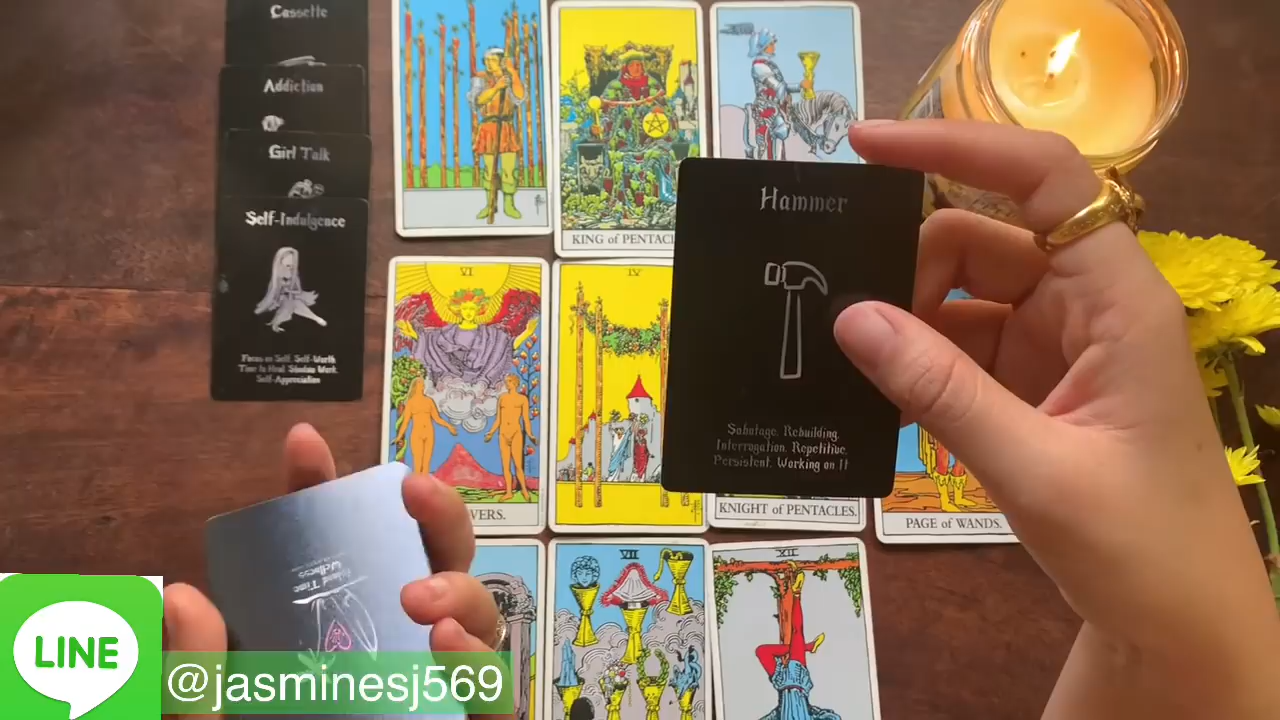 Cassette
Addiction
Girl Talk
Self-Indulgence
Focus on Self. Self-Worth
Time to Heal. Shadow Work.
Self-Appreciation
KING of PENTACL
Hammer
Sabotage. Rebuilding.
Interrogation. Repetitive.
Persistent. Working on It
VI
IV
VERS.
KNIGHT of PENTACLES.
PAGE of WANDS.
VII
XII
LINE
@jasminesj569